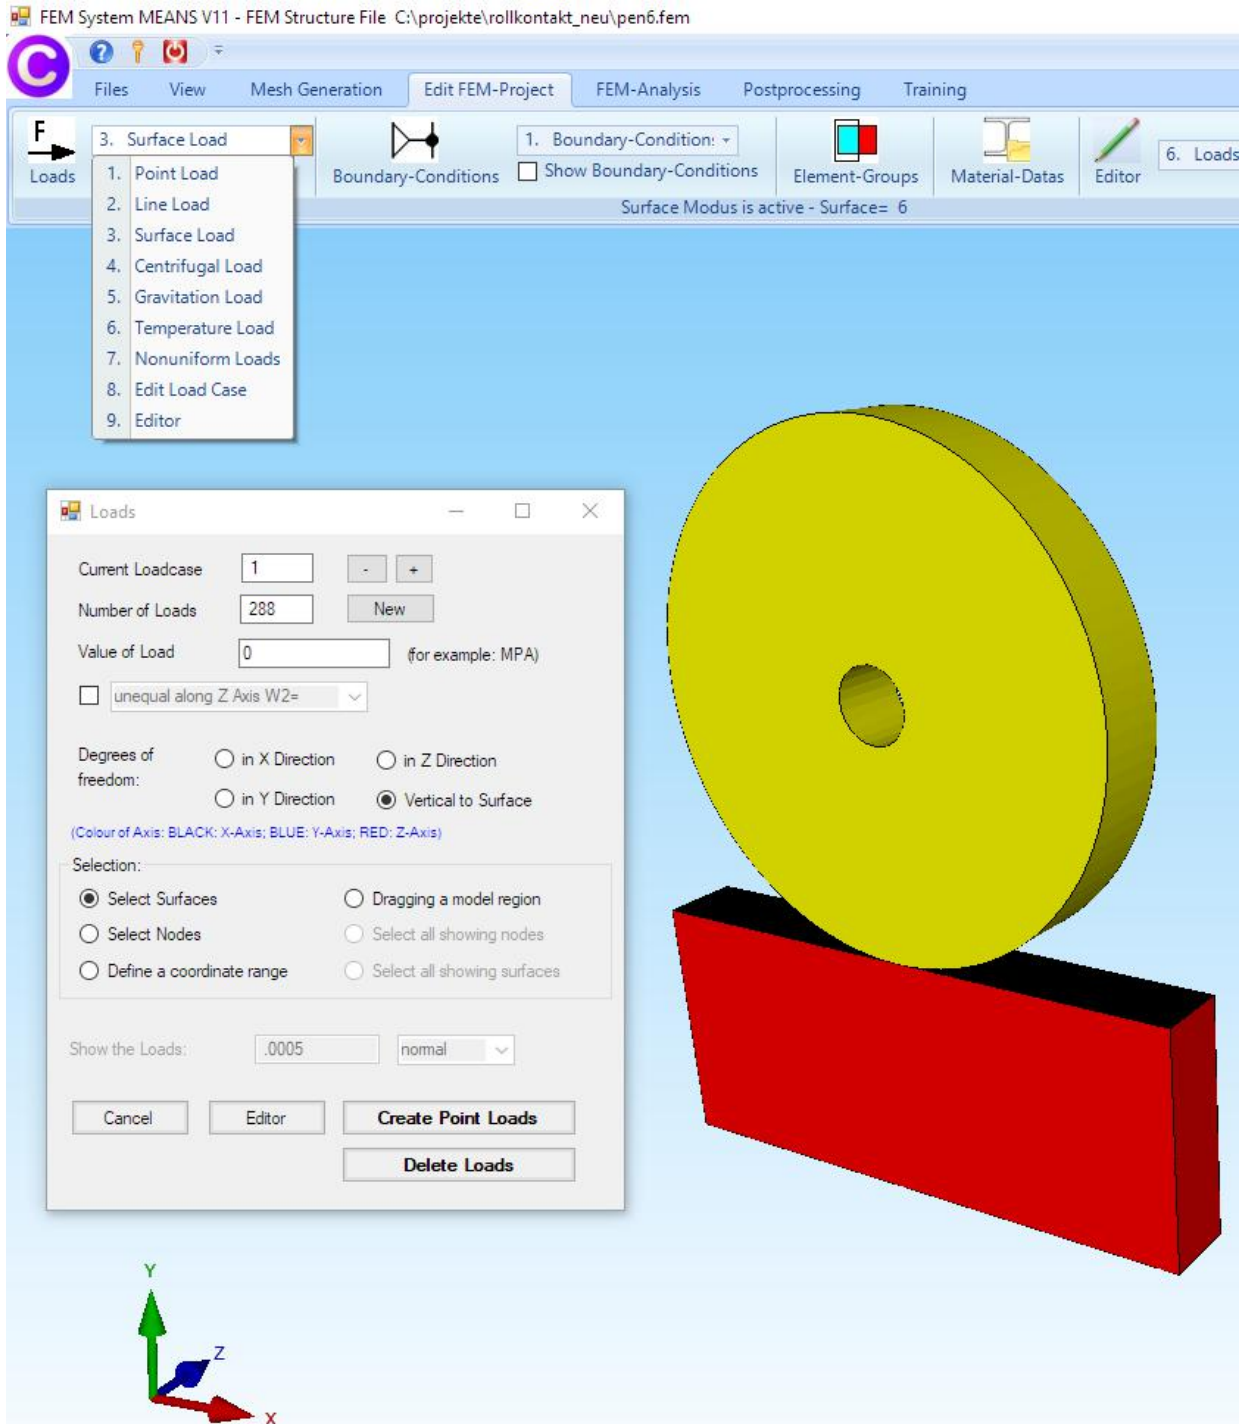 FEM System MEANS V11 - FEM Structure File C:\projekte\rollkontakt_neu\pen6.fem
Files View Mesh Generation Edit FEM-Project FEM-Analysis Postprocessing Training
F
3. Surface Load
1. Boundary-Condition:
6. Loads
Loads
Boundary-Conditions
Show Boundary-Conditions
Element-Groups
Material-Datas
Editor
Surface Modus is active - Surface= 6
1. Point Load
2. Line Load
3. Surface Load
4. Centrifugal Load
5. Gravitation Load
6. Temperature Load
7. Nonuniform Loads
8. Edit Load Case
9. Editor
Loads
Current Loadcase 1 - +
Number of Loads 288 New
Value of Load 0 (for example: MPA)
unequal along Z Axis W2=
Degrees of
freedom:
in X Direction in Z Direction
in Y Direction Vertical to Surface
(Colour of Axis: BLACK: X-Axis; BLUE: Y-Axis; RED: Z-Axis)
Selection:
Select Surfaces Dragging a model region
Select Nodes Select all showing nodes
Define a coordinate range Select all showing surfaces
Show the Loads: .0005 normal
Cancel Editor Create Point Loads
Delete Loads
Y
Z
X